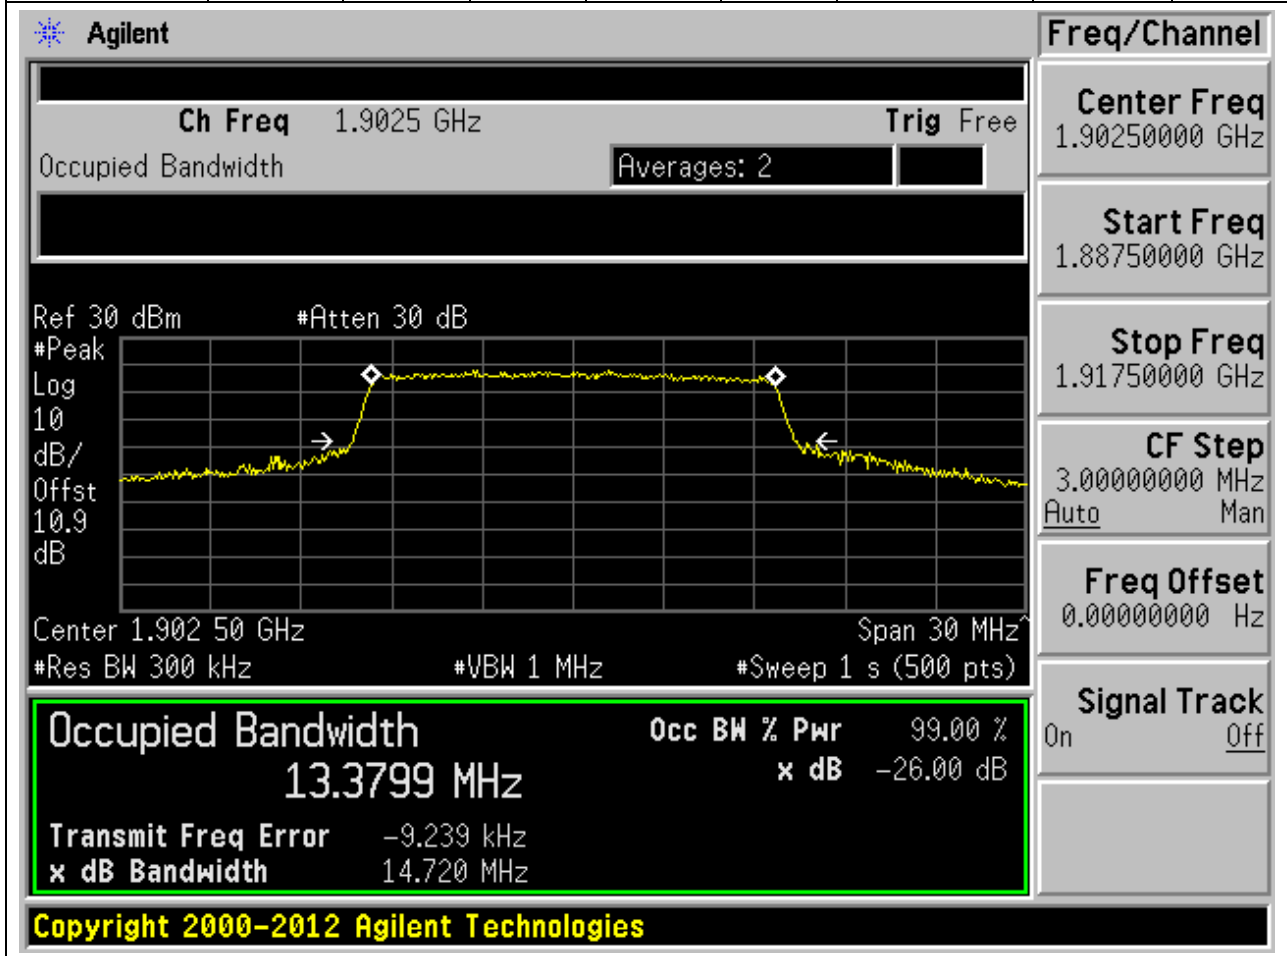 Agilent
Freq/Channel
Ch Freq 1.9025 GHz Trig Free
Occupied Bandwidth Averages: 2
Center Freq
1.90250000 GHz
Start Freq
1.88750000 GHz
Stop Freq
1.91750000 GHz
CF Step
3.00000000 MHz
Auto Man
Freq Offset
0.00000000 Hz
Signal Track
On Off
Ref 30 dBm #Atten 30 dB
#Peak
Log
10
dB/
Offst
10.9
dB
Center 1.902 50 GHz Span 30 MHz^
#Res BW 300 kHz #VBW 1 MHz #Sweep 1 s (500 pts)
Occupied Bandwidth
13.3799 MHz
Occ BW % Pwr 99.00 %
x dB -26.00 dB
Transmit Freq Error -9.239 kHz
x dB Bandwidth 14.720 MHz
Copyright 2000-2012 Agilent Technologies